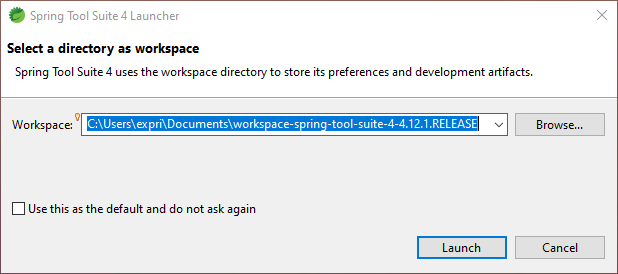 Spring Tool Suite 4 Launcher
Select a directory as workspace
Spring Tool Suite 4 uses the workspace directory to store its preferences and development artifacts.
Workspace: C:\Users\expri\Documents\workspace-spring-tool-suite-4-4.12.1.RELEASE Browse...
Use this as the default and do not ask again
Launch Cancel